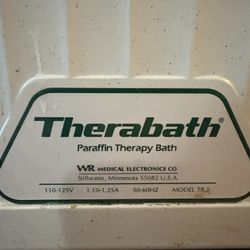 Therabath®
Paraffin Therapy Bath
WR MEDICAL ELECTRONICS CO.
Stillwater, Minnesota 55082 U.S.A.
110-125V 1.10-1.25A 50-60HZ MODEL TB-5